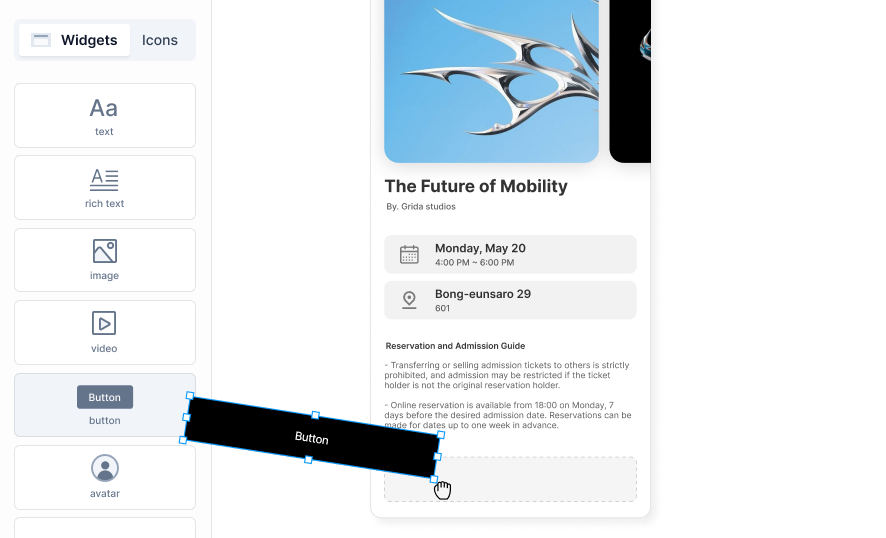 Widgets
Icons
Aa
text
A
rich text
image
video
Button
button
avatar
The Future of Mobility
By. Grida studios
Monday, May 20
4:00 PM ~ 6:00 PM
Bong-eunsaro 29
601
Reservation and Admission Guide
- Transferring or selling admission tickets to others is strictly
prohibited, and admission may be restricted if the ticket
holder is not the original reservation holder.
- Online reservation is available from 18:00 on Monday, 7
days before the desired admission date. Reservations can be
made for dates up to one week in advance.
Button